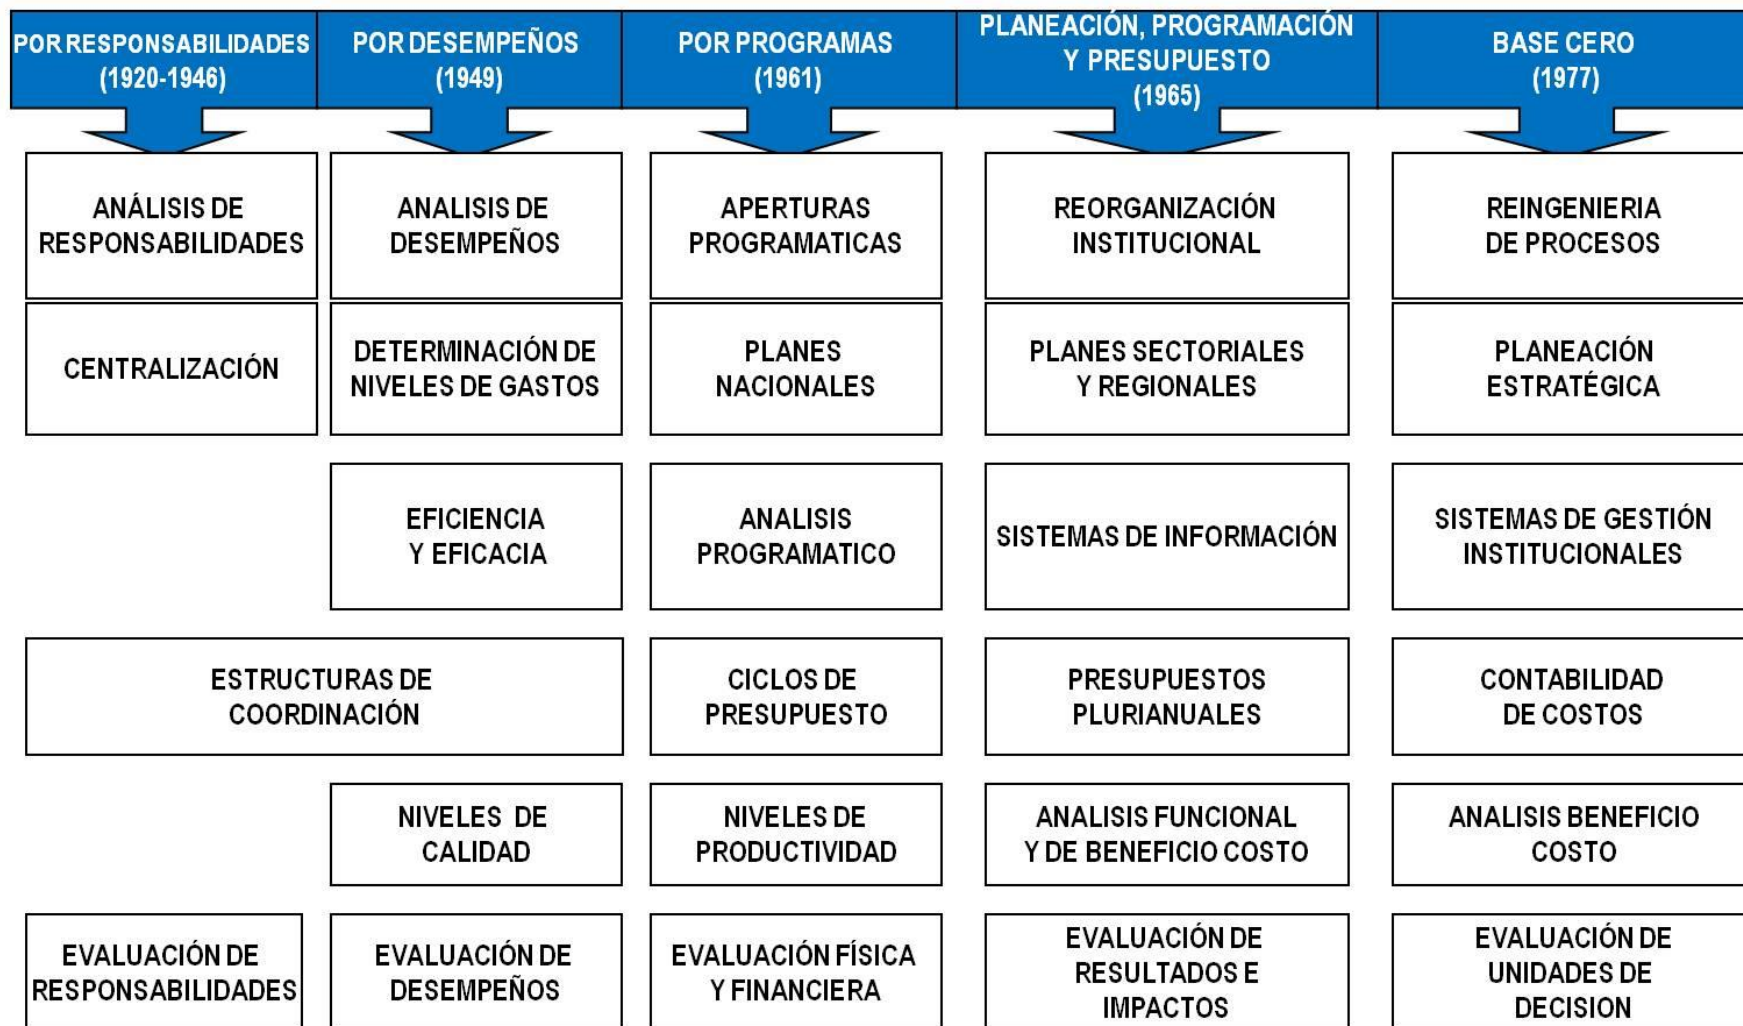 POR RESPONSABILIDADES
(1920-1946)
POR DESEMPEÑOS
(1949)
POR PROGRAMAS
(1961)
PLANEACIÓN, PROGRAMACIÓN
Y PRESUPUESTO
(1965)
BASE CERO
(1977)
ANÁLISIS DE
RESPONSABILIDADES
ANALISIS DE
DESEMPEÑOS
APERTURAS
PROGRAMATICAS
REORGANIZACIÓN
INSTITUCIONAL
REINGENIERIA
DE PROCESOS
CENTRALIZACIÓN
DETERMINACIÓN DE
NIVELES DE GASTOS
PLANES
NACIONALES
PLANES SECTORIALES
Y REGIONALES
PLANEACIÓN
ESTRATÉGICA
EFICIENCIA
Y EFICACIA
ANALISIS
PROGRAMATICO
SISTEMAS DE INFORMACIÓN
SISTEMAS DE GESTIÓN
INSTITUCIONALES
ESTRUCTURAS DE
COORDINACIÓN
CICLOS DE
PRESUPUESTO
PRESUPUESTOS
PLURIANUALES
CONTABILIDAD
DE COSTOS
NIVELES DE
CALIDAD
NIVELES DE
PRODUCTIVIDAD
ANALISIS FUNCIONAL
Y DE BENEFICIO COSTO
ANALISIS BENEFICIO
COSTO
EVALUACIÓN DE
RESPONSABILIDADES
EVALUACIÓN DE
DESEMPEÑOS
EVALUACIÓN FÍSICA
Y FINANCIERA
EVALUACIÓN DE
RESULTADOS E
IMPACTOS
EVALUACIÓN DE
UNIDADES DE
DECISION